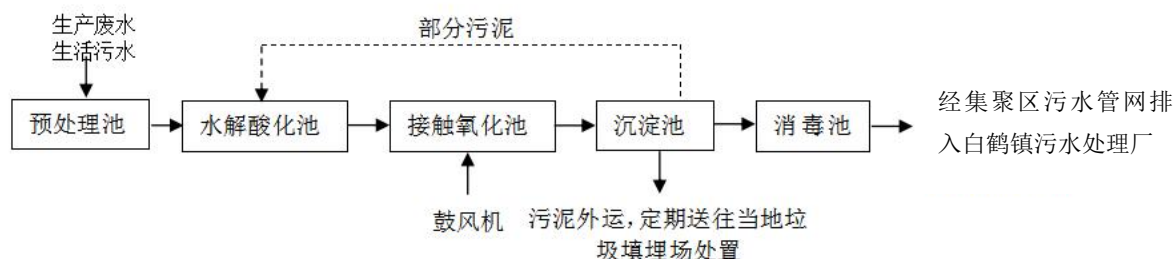 生产废水
生活污水
部分污泥
预处理池
水解酸化池
接触氧化池
沉淀池
消毒池
经集聚区污水管网排
入白鹤镇污水处理厂
鼓风机
污泥外运，定期送往当地垃
圾填埋场处置